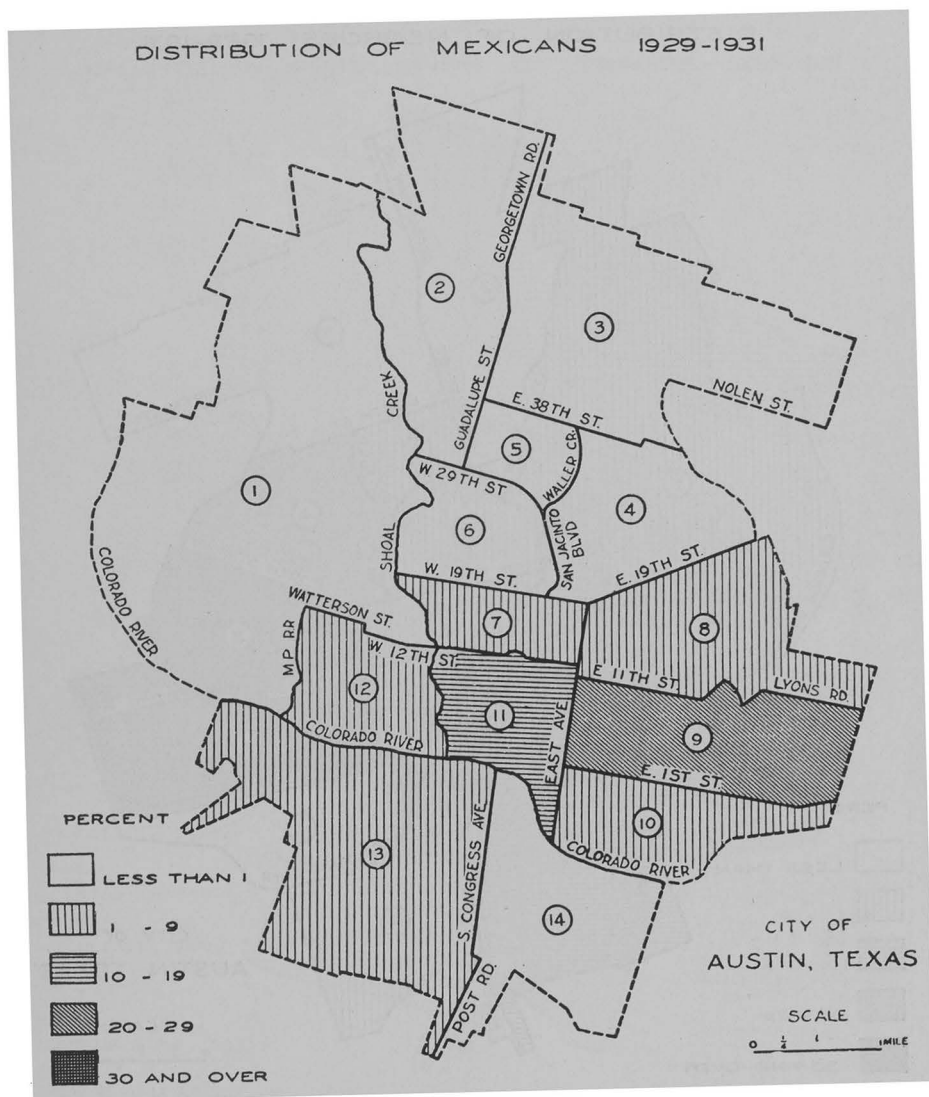 DISTRIBUTION OF MEXICANS 1929-1931
GEORGETOWN RD.
2
3
NOLEN ST.
CREEK
GUADALUPE ST
E. 38TH ST.
5
WALLER CR.
W 29TH ST
1
6
4
SHOAL
SAN JACINTO
BLVD
COLORADO RIVER
W. 19TH ST.
E. 19TH ST.
WATTERSON ST.
7
8
M P R R
W. 12TH ST.
E 11TH ST.
LYONS RD
12
11
EAST AVE.
9
COLORADO RIVER
E. 1ST ST.
10
PERCENT
LESS THAN 1
1 - 9
10 - 19
20 - 29
30 AND OVER
13
S. CONGRESS AVE.
COLORADO RIVER
14
POST RD.
CITY OF
AUSTIN, TEXAS
SCALE
0 1/4 1 1 MILE